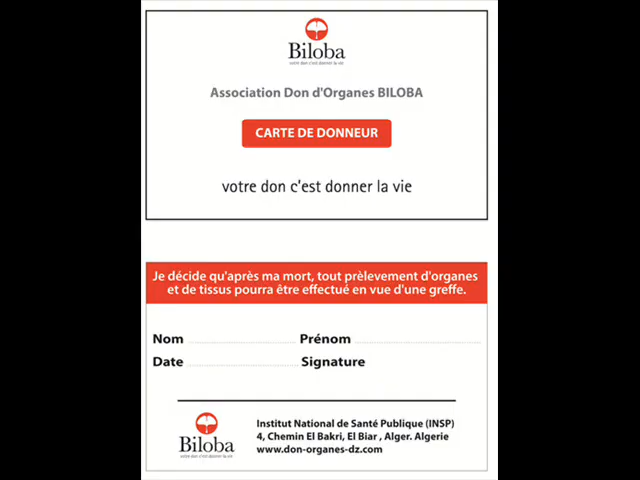 Biloba
votre don c'est donner la vie
Association Don d'Organes BILOBA
CARTE DE DONNEUR
votre don c'est donner la vie
Je décide qu'après ma mort, tout prèlevement d'organes
et de tissus pourra être effectué en vue d'une greffe.
Nom Prénom
Date Signature
Biloba
votre don c'est donner la vie
Institut National de Santé Publique (INSP)
4, Chemin El Bakri, El Biar , Alger. Algerie
www.don-organes-dz.com